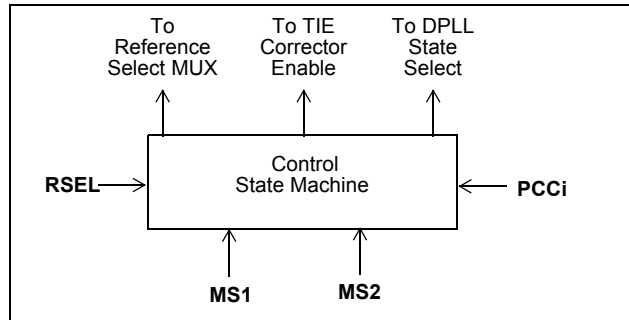 To
Reference
Select MUX
To TIE
Corrector
Enable
To DPLL
State
Select
Control
State Machine
RSEL
PCCi
MS1
MS2